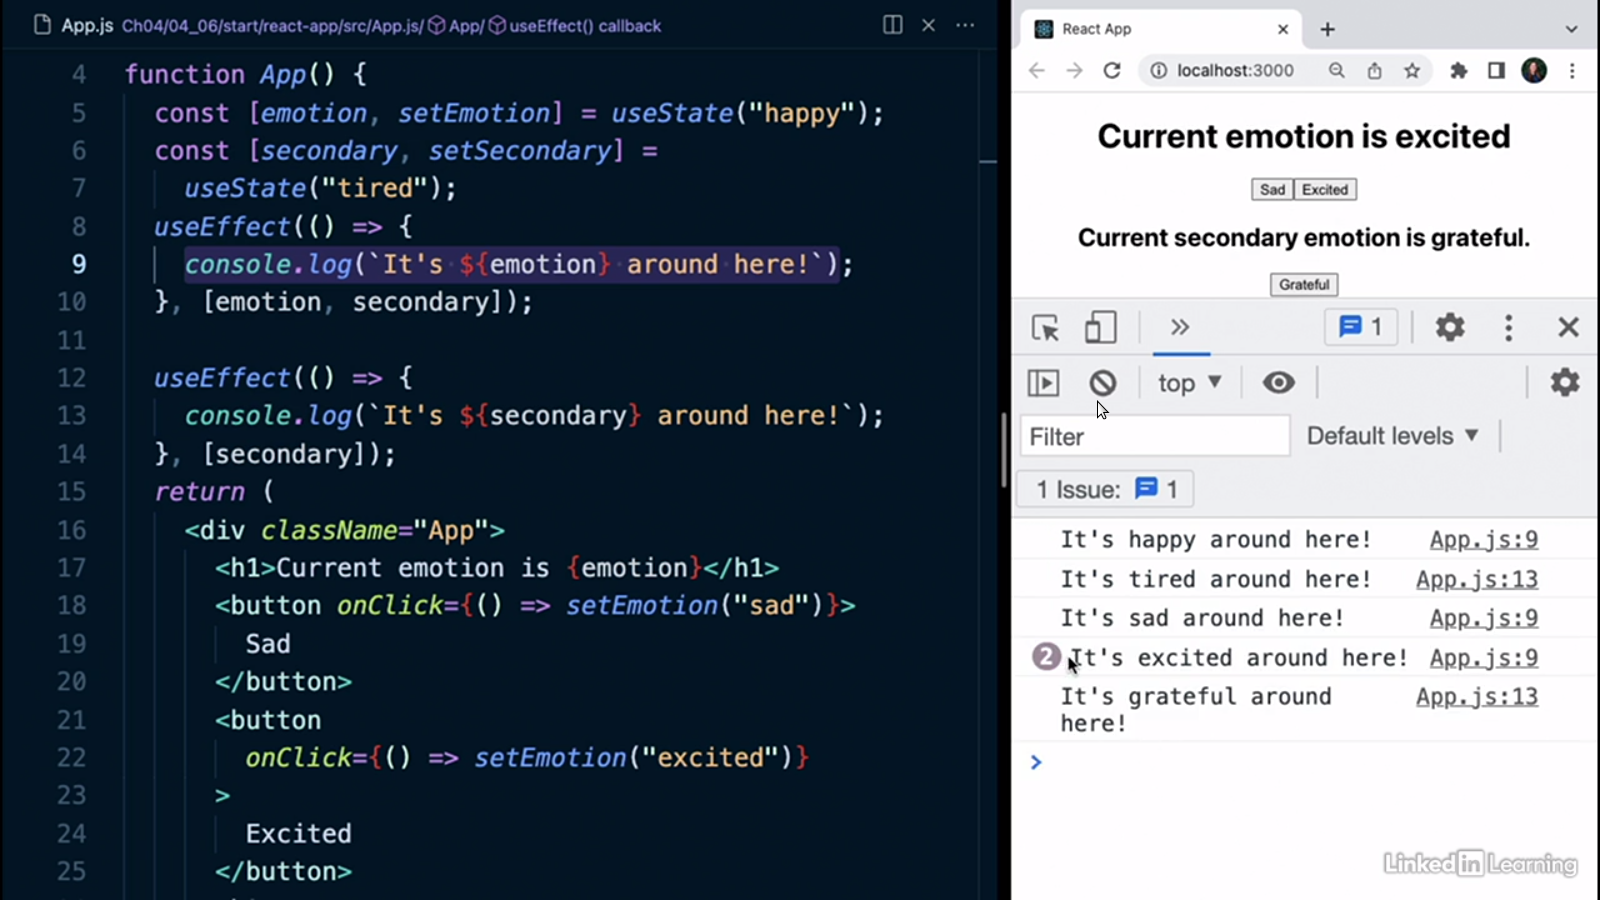 App.js Ch04/04_06/start/react-app/src/App.js/ App/ useEffect() callback
4 function App() {
5 const [emotion, setEmotion] = useState("happy");
6 const [secondary, setSecondary] =
7 useState("tired");
8 useEffect(() => {
9 console.log(`It's ${emotion} around here!`);
10 }, [emotion, secondary]);
11
12 useEffect(() => {
13 console.log(`It's ${secondary} around here!`);
14 }, [secondary]);
15 return (
16 <div className="App">
17 <h1>Current emotion is {emotion}</h1>
18 <button onClick={() => setEmotion("sad")}>
19 Sad
20 </button>
21 <button
22 onClick={() => setEmotion("excited")}
23 >
24 Excited
25 </button>
React App
localhost:3000
Current emotion is excited
Sad Excited
Current secondary emotion is grateful.
Grateful
1
top
Filter Default levels
1 Issue: 1
It's happy around here! App.js:9
It's tired around here! App.js:13
It's sad around here! App.js:9
2 It's excited around here! App.js:9
It's grateful around App.js:13
here!
Linked in Learning